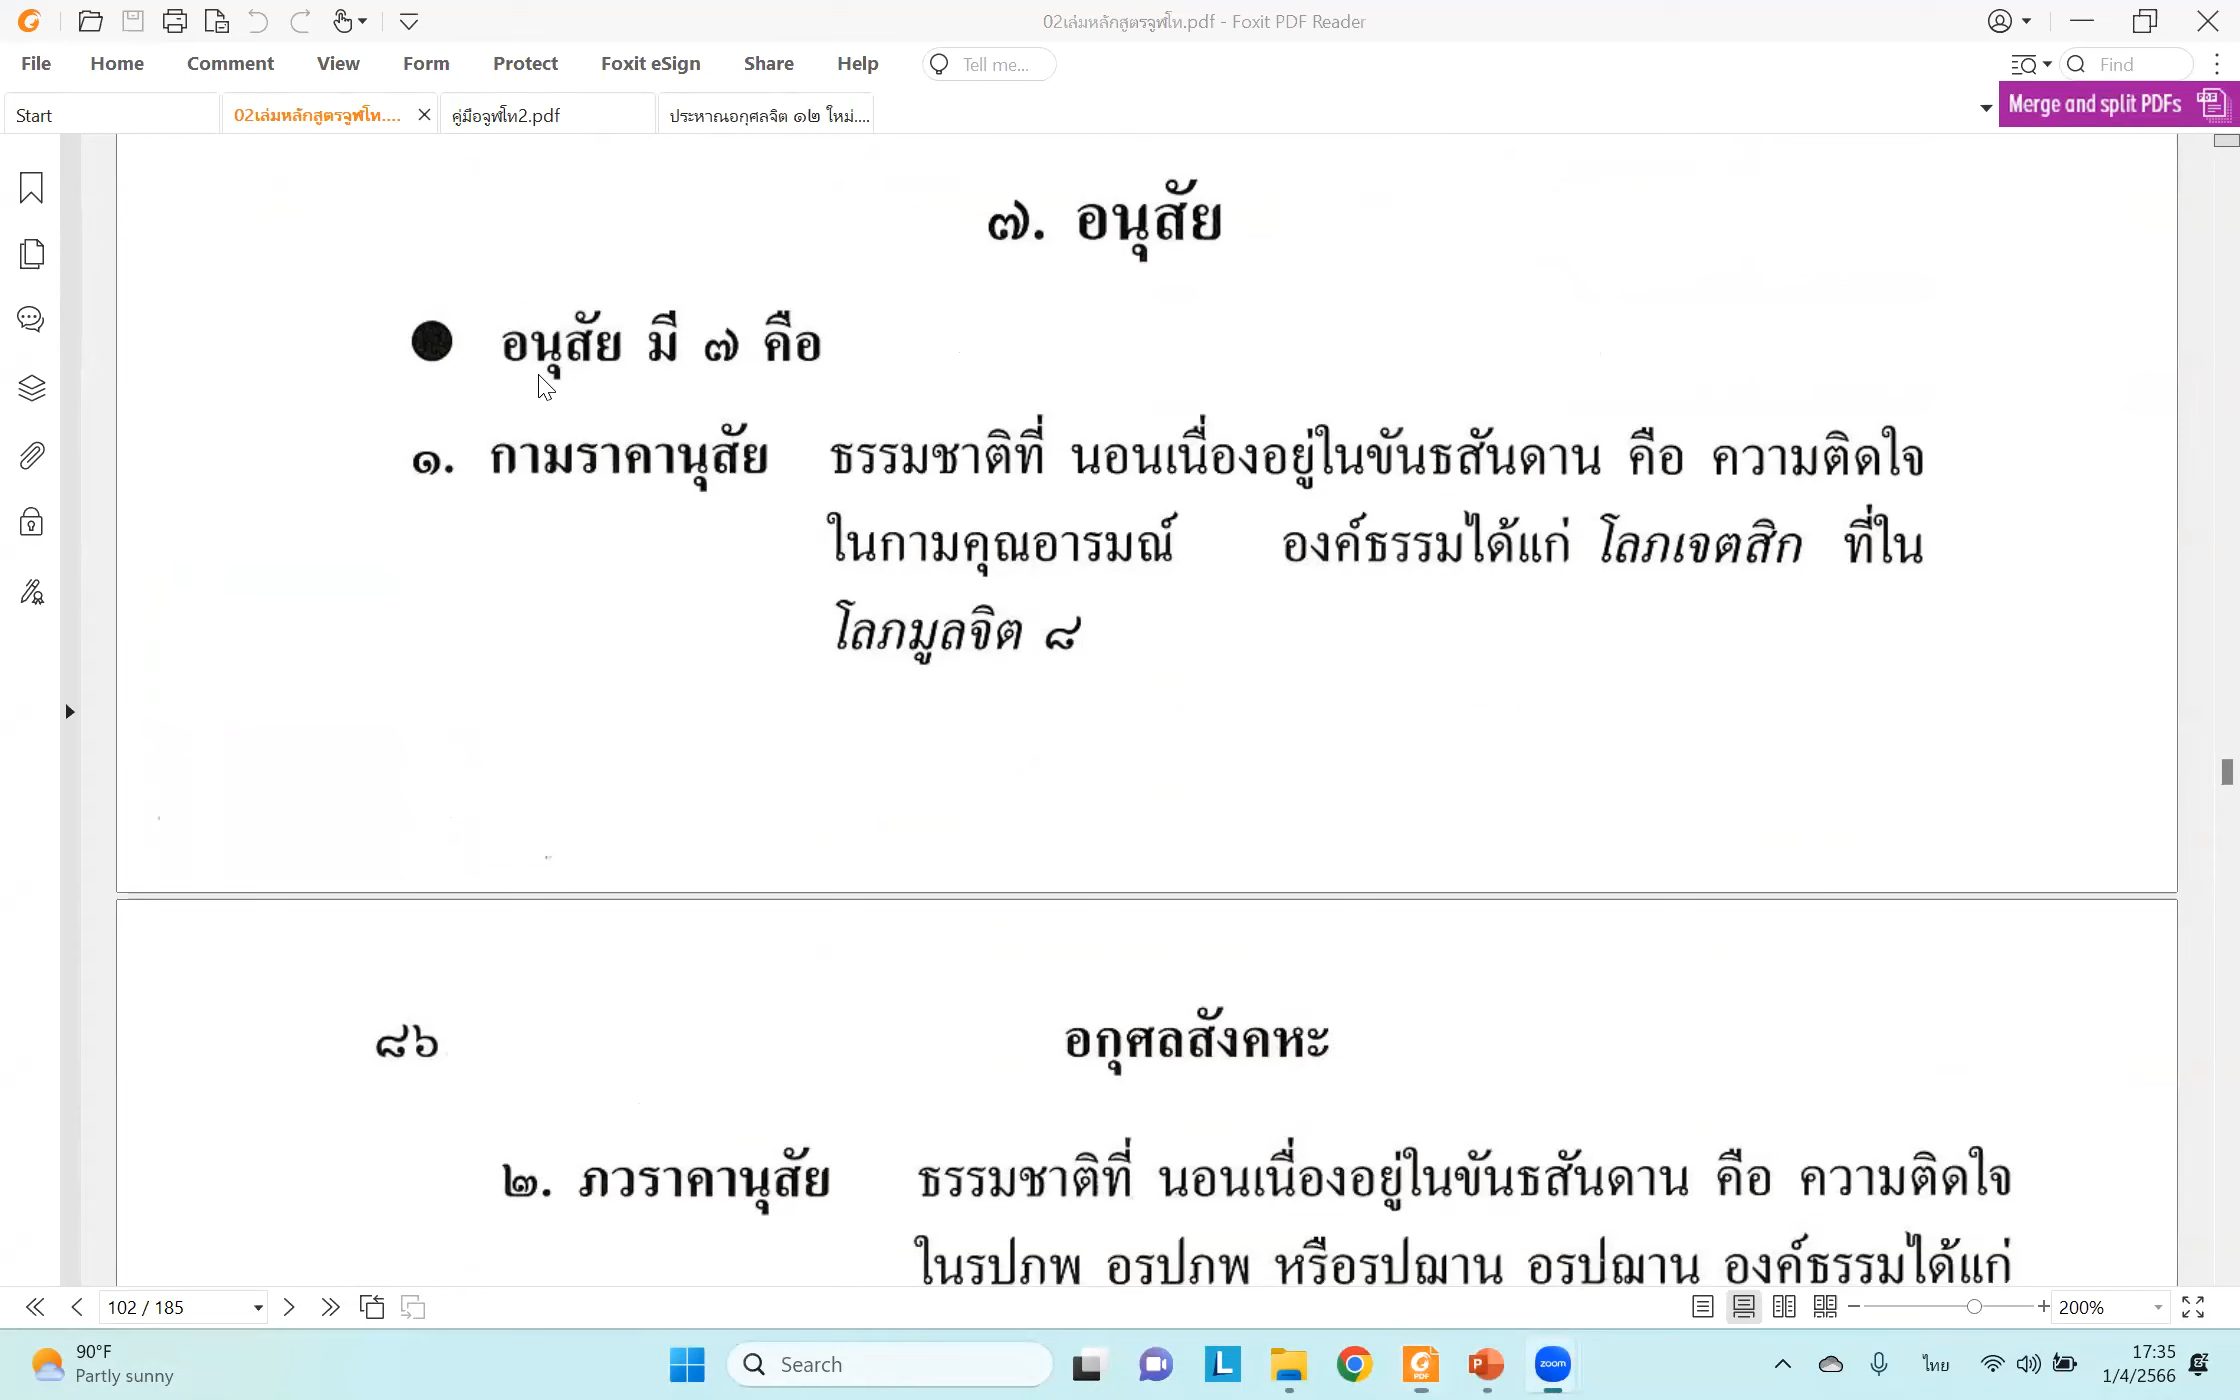 02เล่มหลักสูตรจูฬโท.pdf - Foxit PDF Reader
File Home Comment View Form Protect Foxit eSign Share Help Tell me... Find
Start 02เล่มหลักสูตรจูฬโท.... คู่มือจูฬโท2.pdf ประหาณอกุศลจิต ๑๒ ใหม่.... Merge and split PDFs
๗. อนุสัย
อนุสัย มี ๗ คือ
๑. กามราคานุสัย ธรรมชาติที่ นอนเนื่องอยู่ในขันธสันดาน คือ ความติดใจ
ในกามคุณอารมณ์ องค์ธรรมได้แก่ โลภเจตสิก ที่ใน
โลภมูลจิต ๘
๘๖ อกุศลสังคหะ
๒. ภวราคานุสัย ธรรมชาติที่ นอนเนื่องอยู่ในขันธสันดาน คือ ความติดใจ
ในรูปภพ อรูปภพ หรือรูปฌาน อรูปฌาน องค์ธรรมได้แก่
102 / 185 200%
90°F
Partly sunny
Search
zoom
ไทย
17:35
1/4/2566